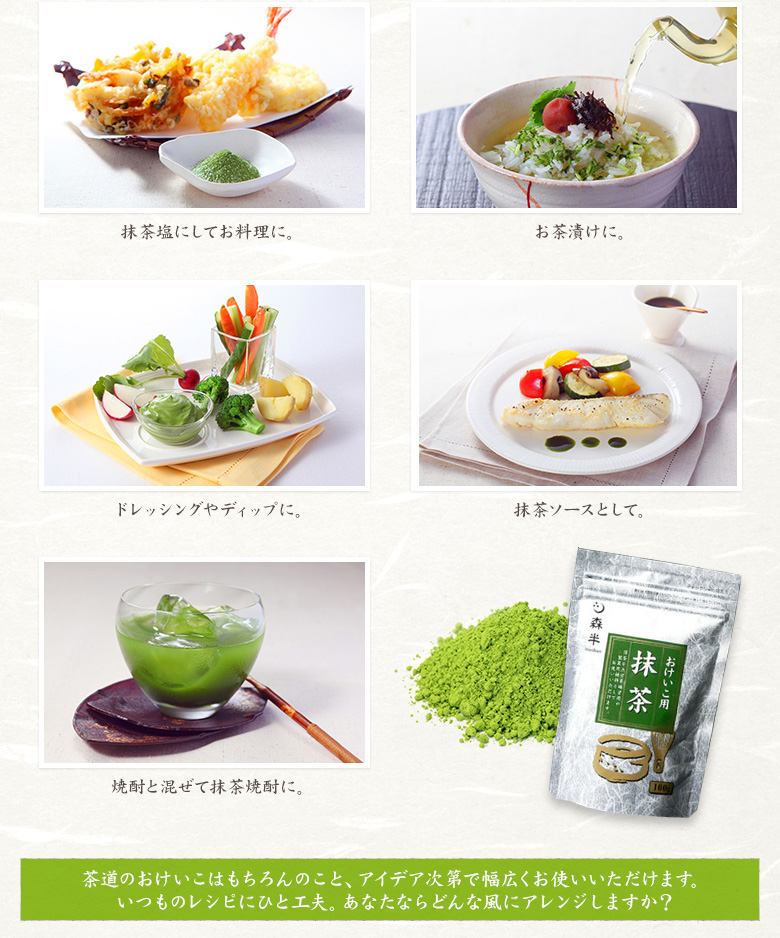 抹茶塩にしてお料理に。
お茶漬けに。
ドレッシングやディップに。
抹茶ソースとして。
焼酎と混ぜて抹茶焼酎に。
森半
おけいこ用
抹茶
茶道のおけいこはもちろんのこと、アイデア次第で幅広くお使いいただけます。
いつものレシピにひと工夫。あなたならどんな風にアレンジしますか？